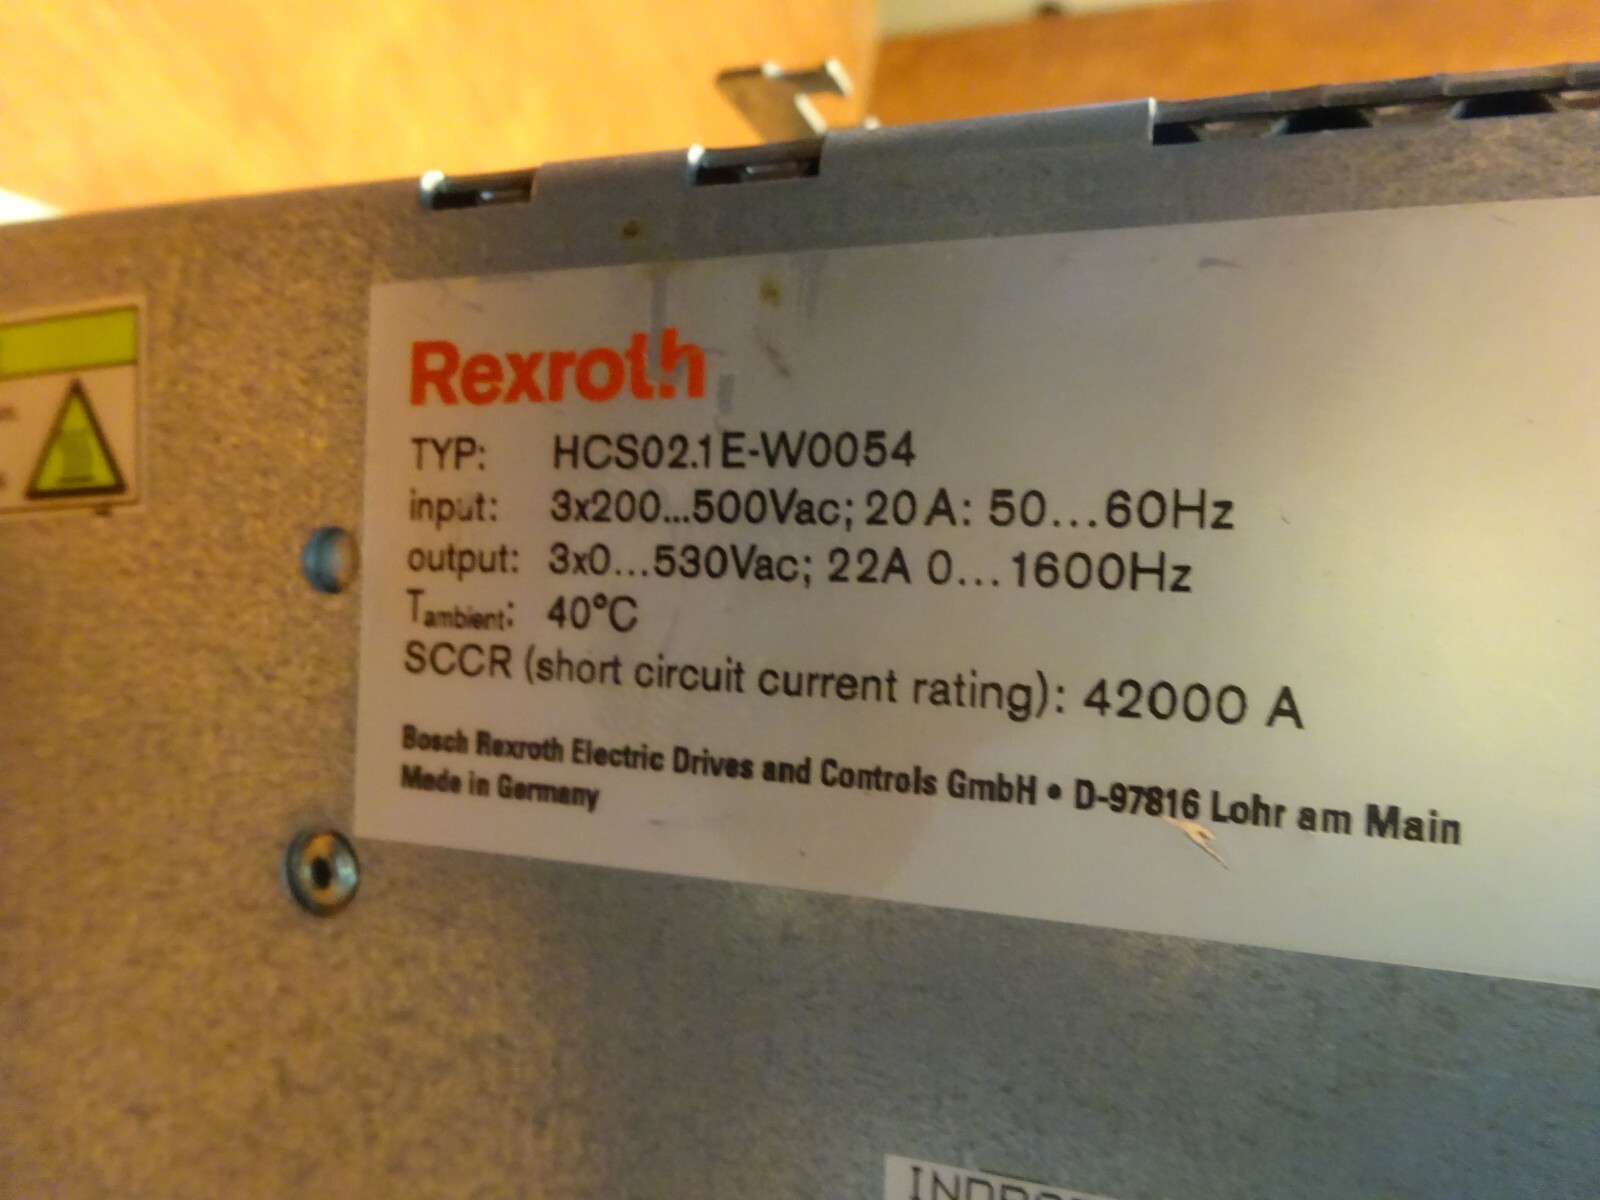 Rexroth
TYP: HCS02.1E-W0054
input: 3x200...500Vac; 20A: 50...60Hz
output: 3x0...530Vac; 22A 0...1600Hz
Tambient: 40°C
SCCR (short circuit current rating): 42000 A
Bosch Rexroth Electric Drives and Controls GmbH • D-97816 Lohr am Main
Made in Germany